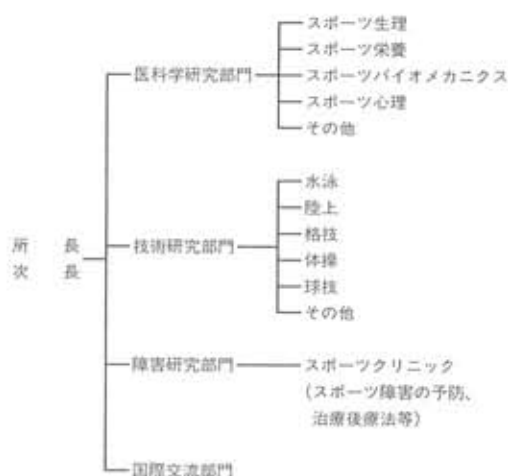 所　長
次　長
医科学研究部門
スポーツ生理
スポーツ栄養
スポーツバイオメカニクス
スポーツ心理
その他
技術研究部門
水泳
陸上
格技
体操
球技
その他
障害研究部門
スポーツクリニック
(スポーツ障害の予防、
治療後療法等)
国際交流部門